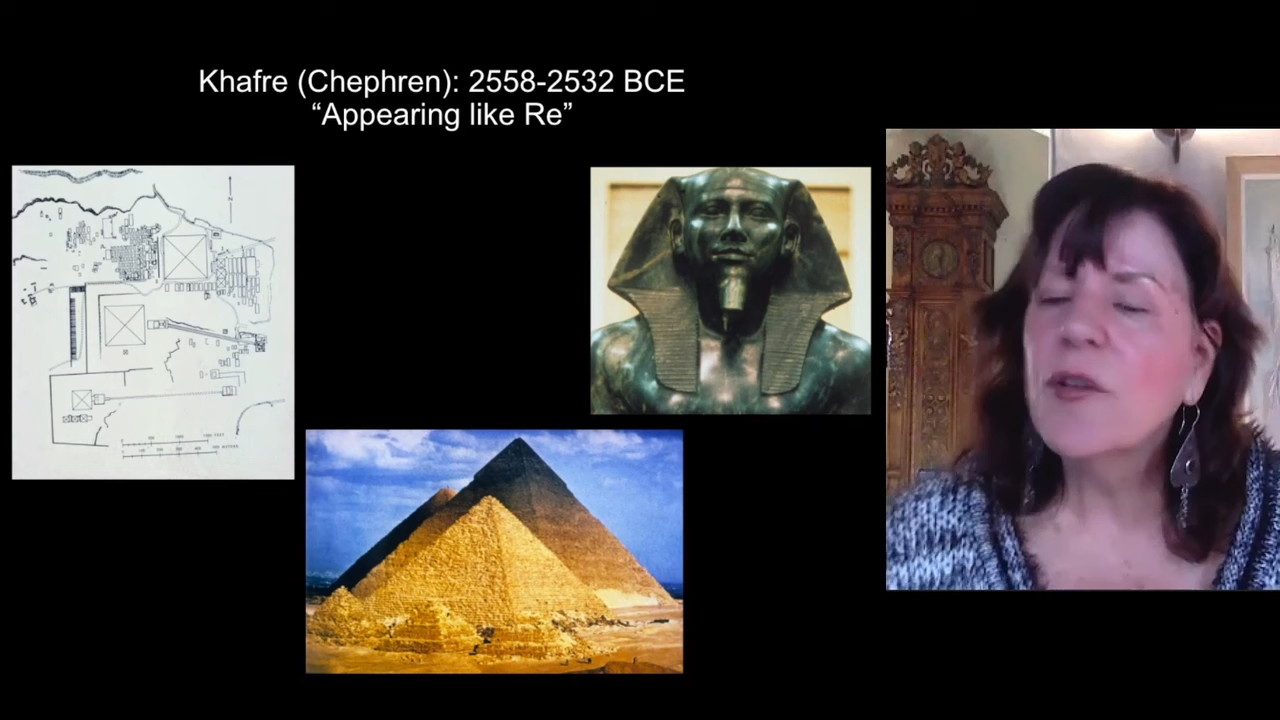 Khafre (Chephren): 2558-2532 BCE
“Appearing like Re”
N